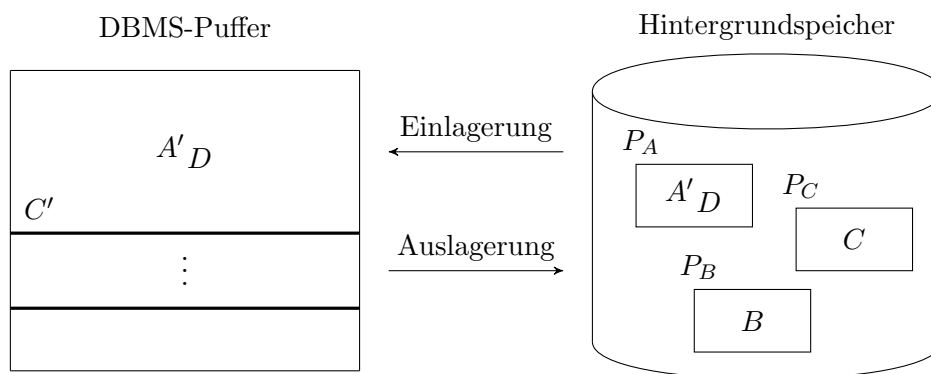 DBMS-Puffer
Hintergrundspeicher
A′ D
C′
⋮
Einlagerung
Auslagerung
P_A
A′ D
P_C
C
P_B
B